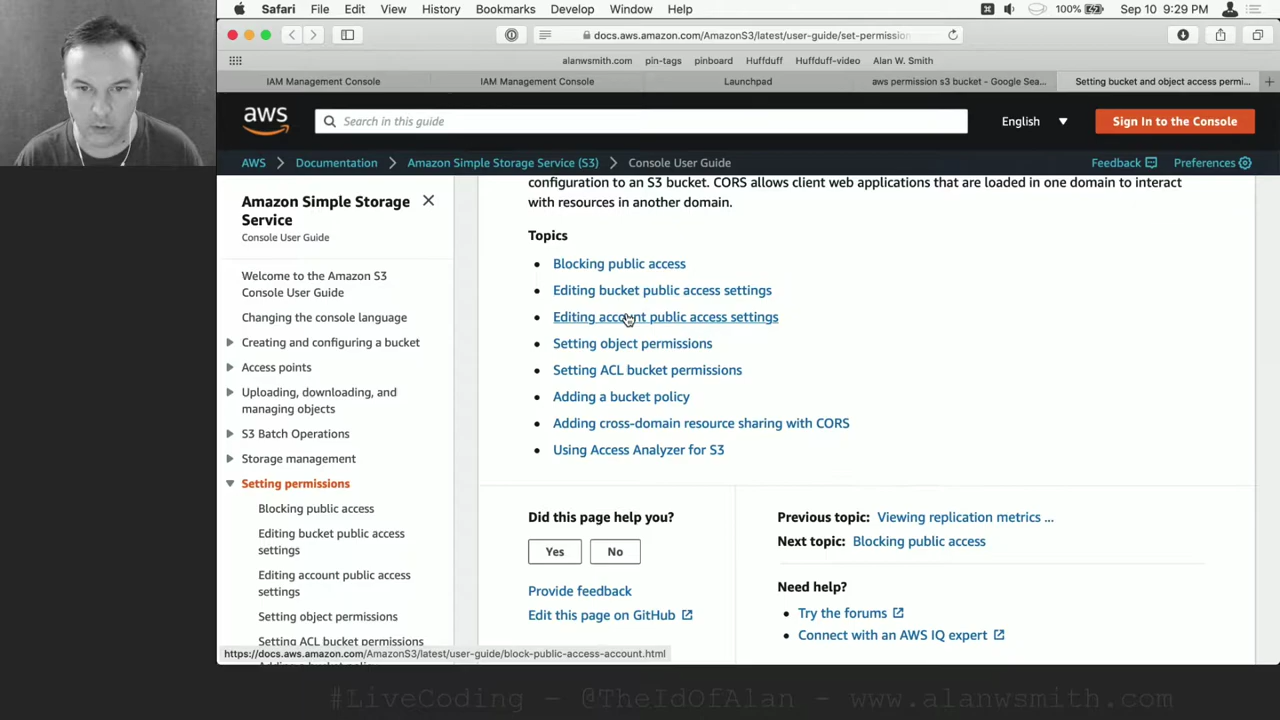 Safari File Edit View History Bookmarks Develop Window Help 100% Sep 10 9:29 PM
docs.aws.amazon.com/AmazonS3/latest/user-guide/set-permission
alanwsmith.com pin-tags pinboard Huffduff Huffduff-video Alan W. Smith
IAM Management Console IAM Management Console Launchpad aws permission s3 bucket - Google Sea... Setting bucket and object access permi...
aws Search in this guide English Sign In to the Console
AWS Documentation Amazon Simple Storage Service (S3) Console User Guide Feedback Preferences
Amazon Simple Storage
Service
Console User Guide
Welcome to the Amazon S3
Console User Guide
Changing the console language
Creating and configuring a bucket
Access points
Uploading, downloading, and
managing objects
S3 Batch Operations
Storage management
Setting permissions
Blocking public access
Editing bucket public access
settings
Editing account public access
settings
Setting object permissions
Setting ACL bucket permissions
configuration to an S3 bucket. CORS allows client web applications that are loaded in one domain to interact
with resources in another domain.
Topics
Blocking public access
Editing bucket public access settings
Editing account public access settings
Setting object permissions
Setting ACL bucket permissions
Adding a bucket policy
Adding cross-domain resource sharing with CORS
Using Access Analyzer for S3
Did this page help you?
Yes No
Provide feedback
Edit this page on GitHub
Previous topic: Viewing replication metrics ...
Next topic: Blocking public access
Need help?
Try the forums
Connect with an AWS IQ expert
https://docs.aws.amazon.com/AmazonS3/latest/user-guide/block-public-access-account.html
#LiveCoding - @TheIdOfAlan - www.alanwsmith.com